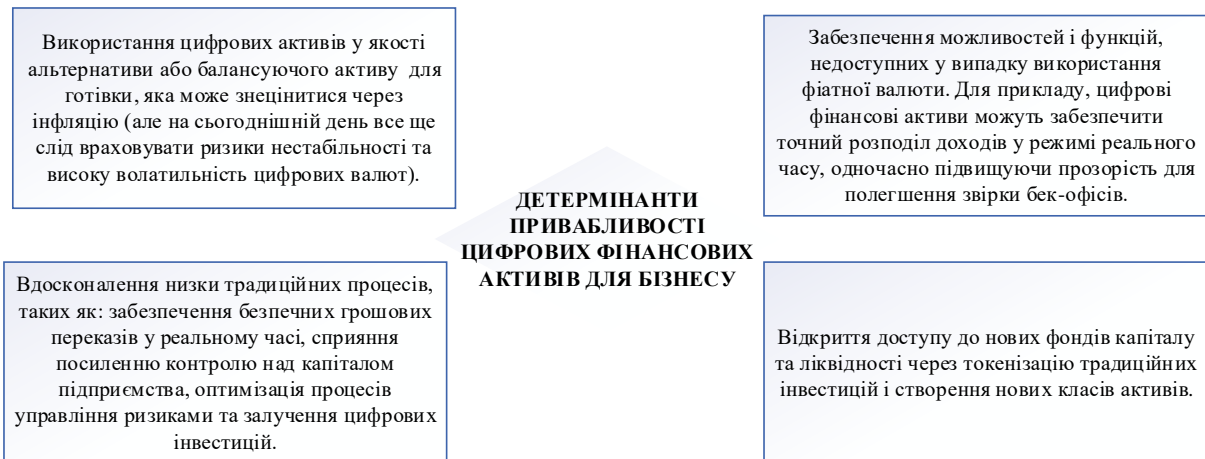 Використання цифрових активів у якості
альтернативи або балансуючого активу для
готівки, яка може знецінитися через
інфляцію (але на сьогоднішній день все ще
слід враховувати ризики нестабільності та
високу волатильність цифрових валют).
Забезпечення можливостей і функцій,
недоступних у випадку використання
фіатної валюти. Для прикладу, цифрові
фінансові активи можуть забезпечити
точний розподіл доходів у режимі реального
часу, одночасно підвищуючи прозорість для
полегшення звірки бек-офісів.
ДЕТЕРМІНАНТИ
ПРИВАБЛИВОСТІ
ЦИФРОВИХ ФІНАНСОВИХ
АКТИВІВ ДЛЯ БІЗНЕСУ
Вдосконалення низки традиційних процесів,
таких як: забезпечення безпечних грошових
переказів у реальному часі, сприяння
посиленню контролю над капіталом
підприємства, оптимізація процесів
управління ризиками та залучення цифрових
інвестицій.
Відкриття доступу до нових фондів капіталу
та ліквідності через токенізацію традиційних
інвестицій і створення нових класів активів.